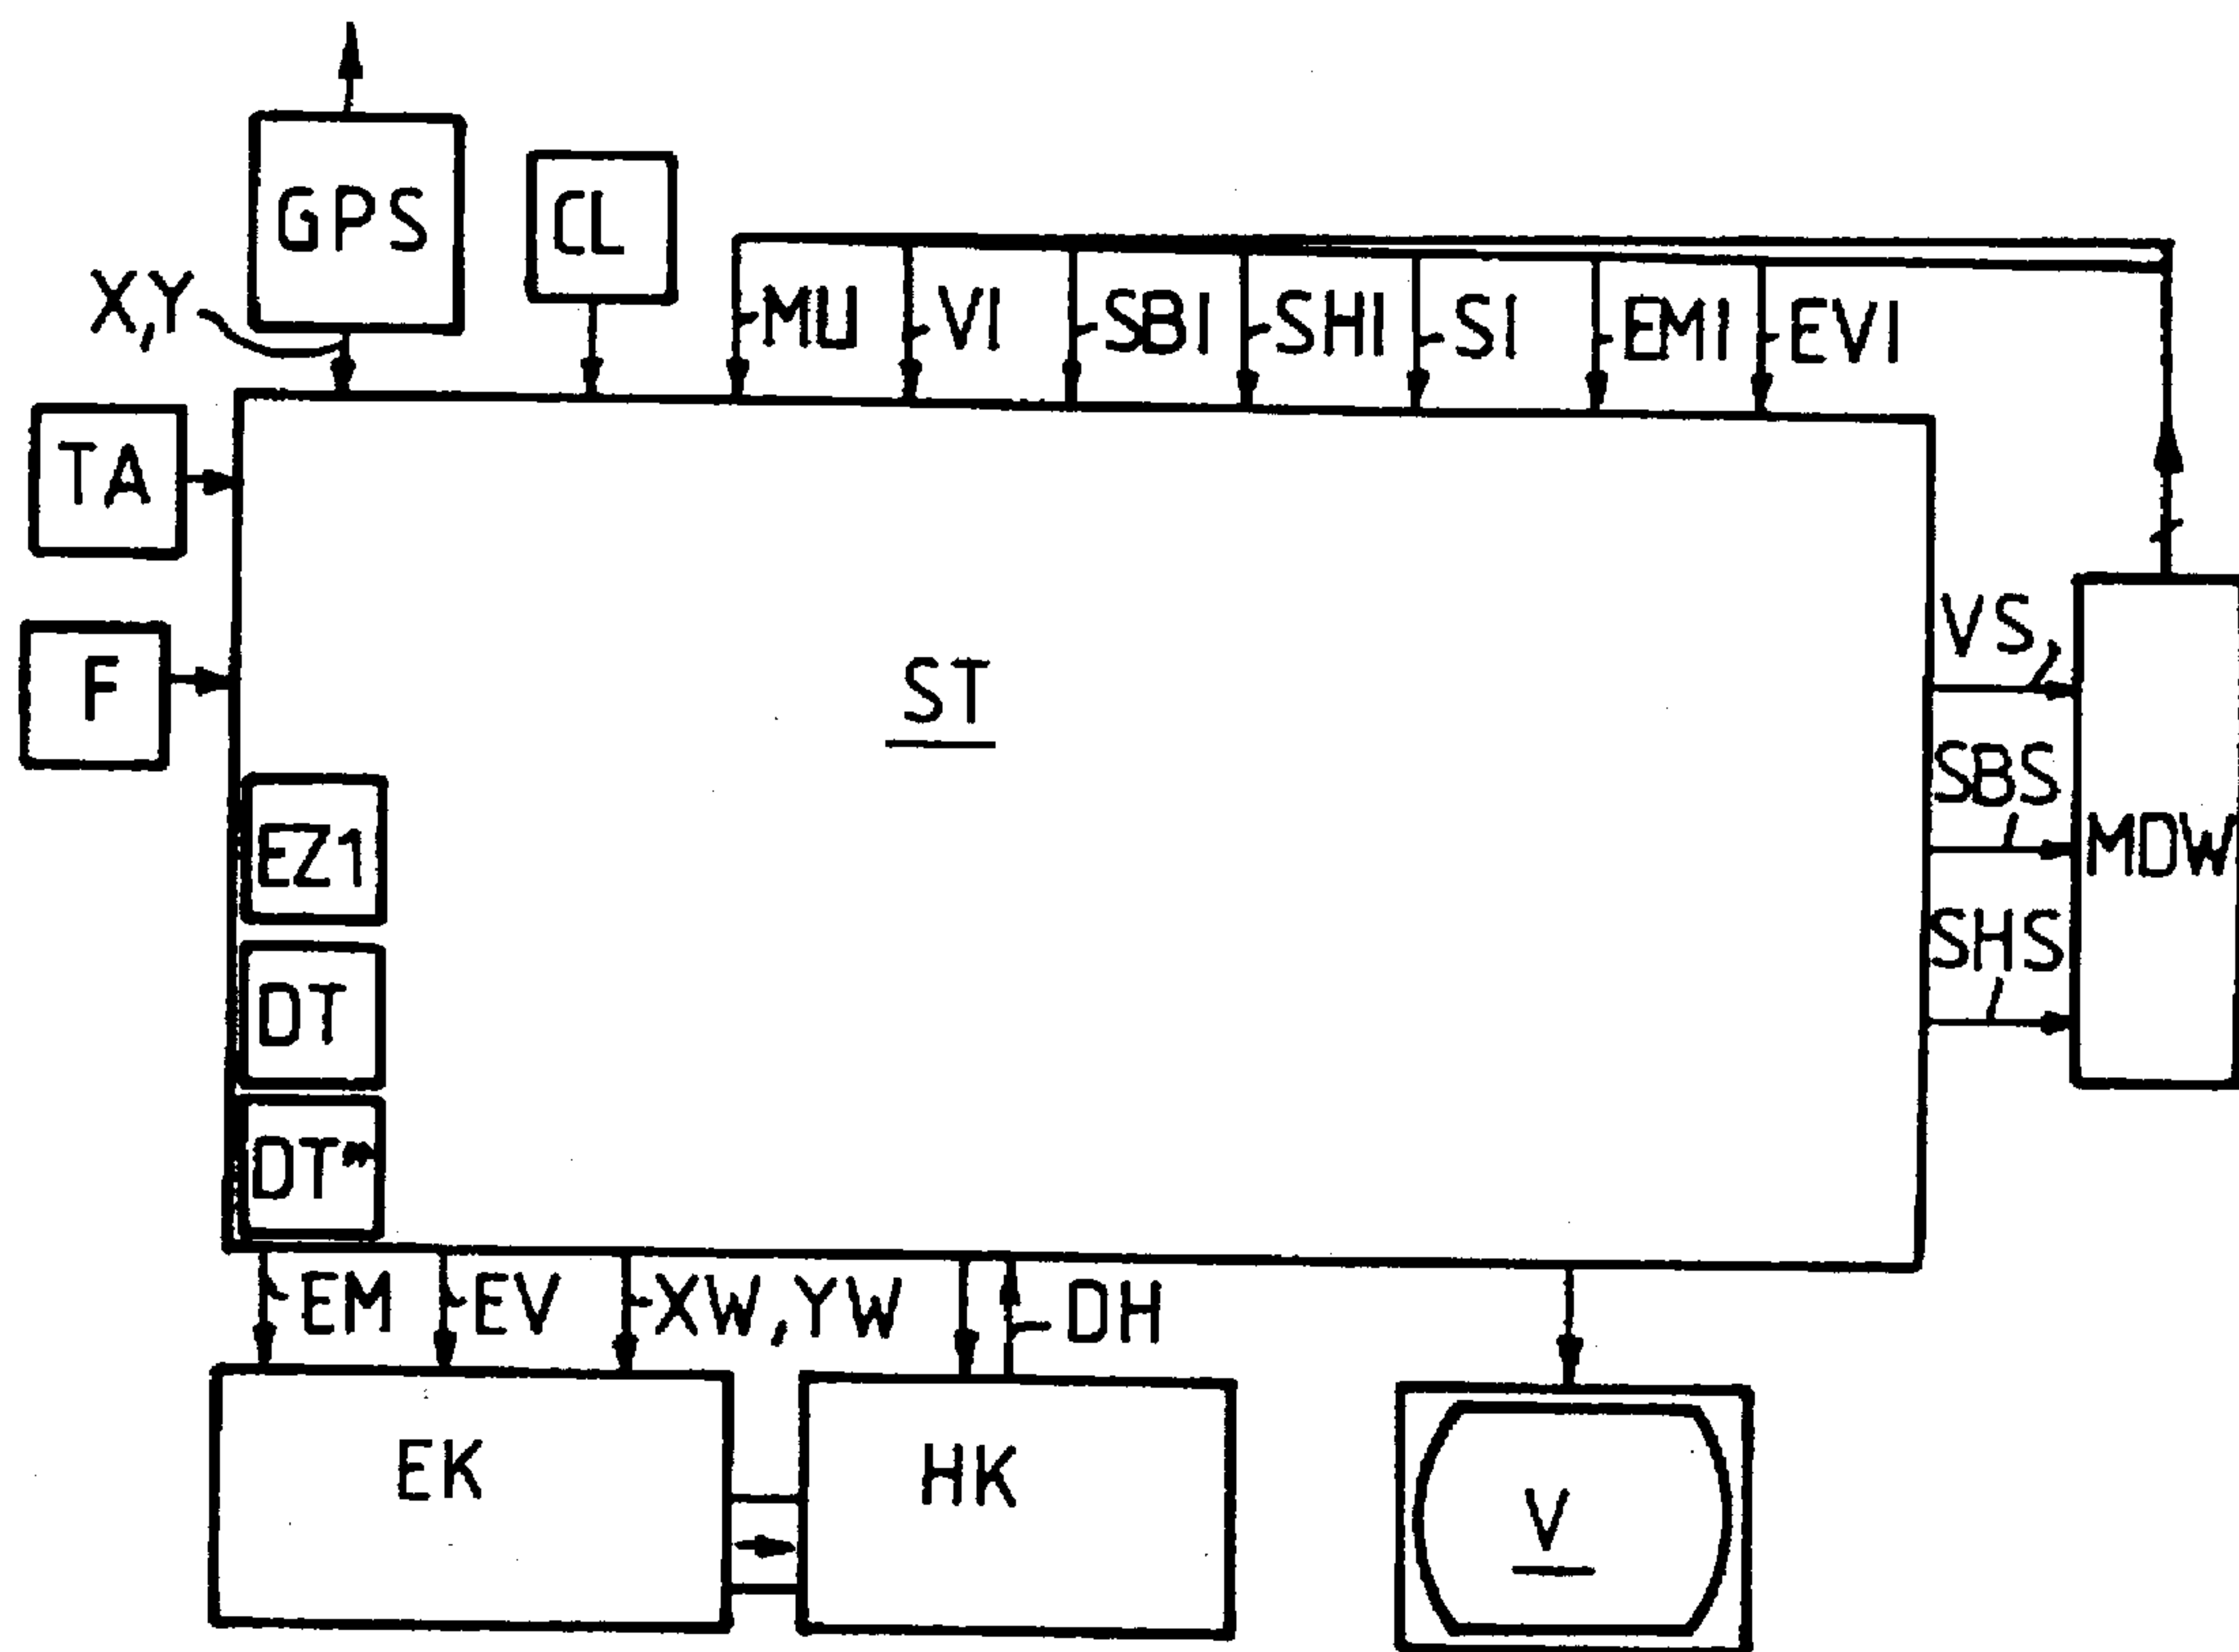 GPS
CL
X,Y
MU
VI
SBI
SHI
SI
EMI
EVI
TA
F
ST
VS
SBS
SHS
MDW
EZ1
DT
DT"
EM
EV
XW,YW
DH
EK
HK
V